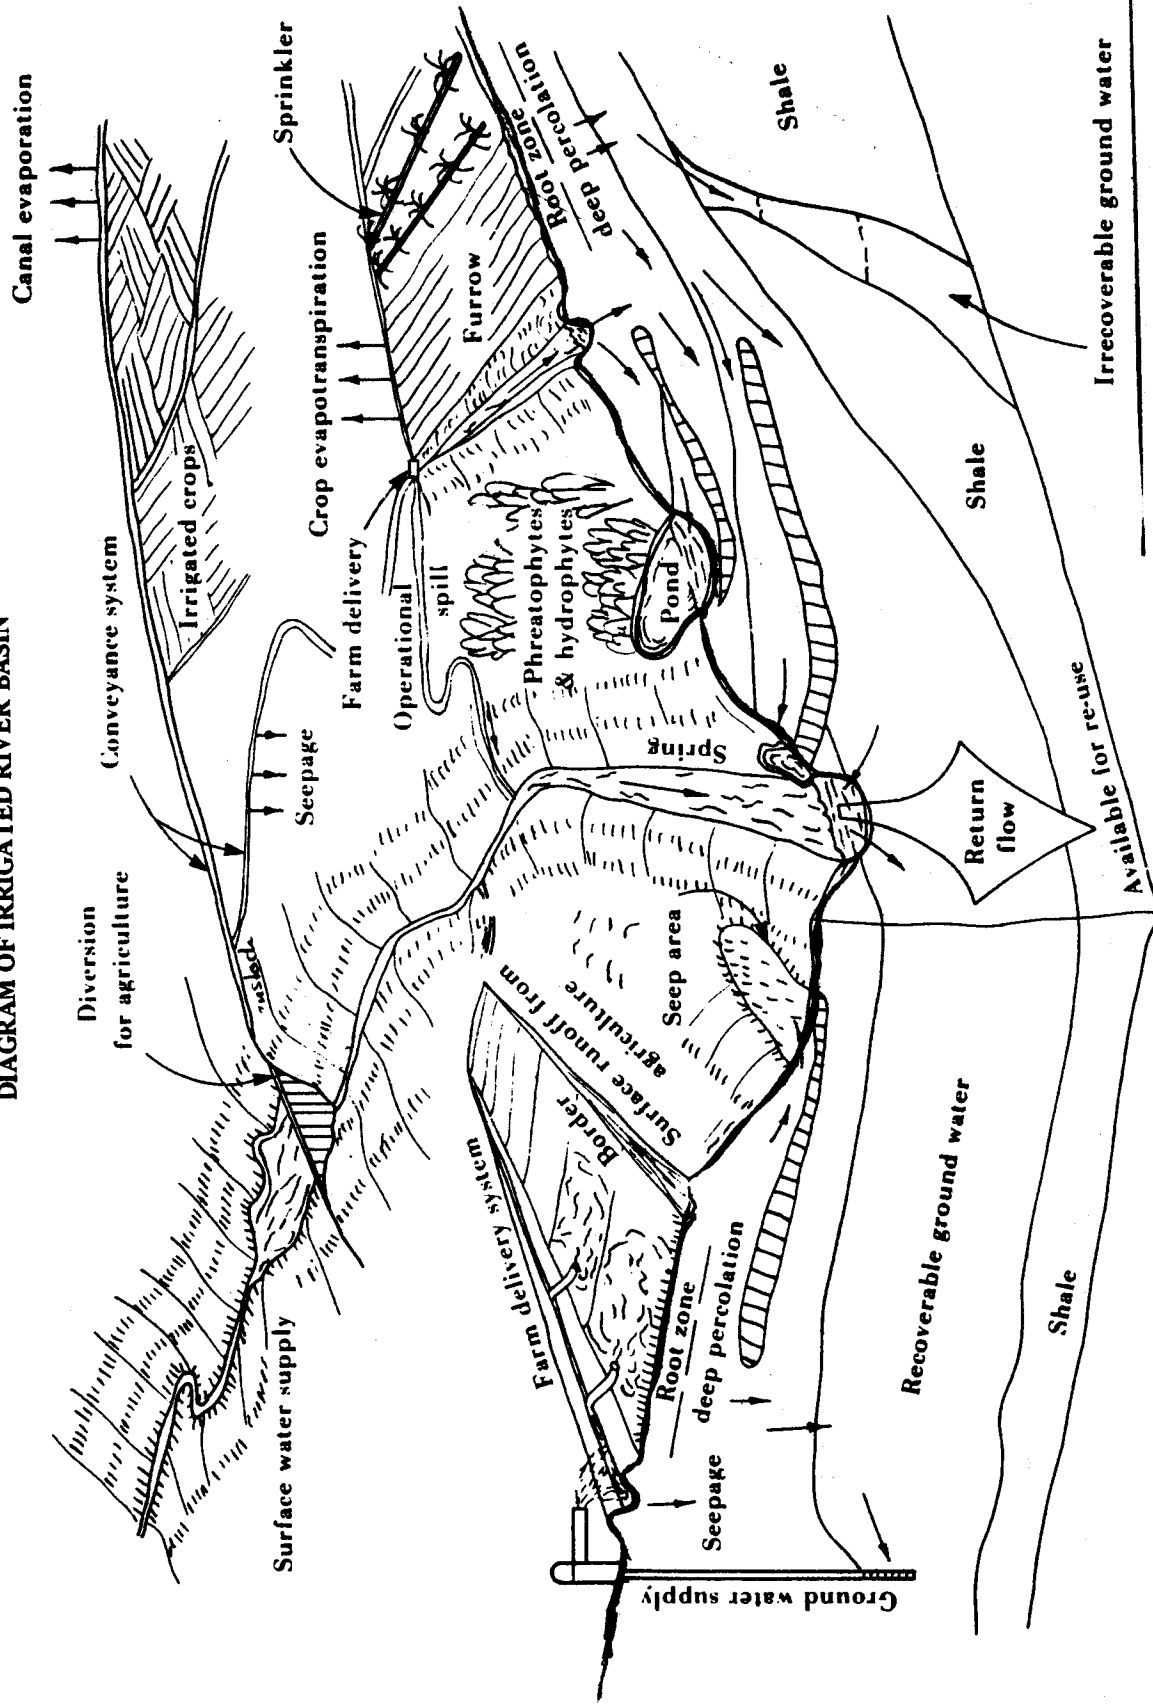 DIAGRAM OF IRRIGATED RIVER BASIN
Surface water supply
Diversion
for agriculture
Conveyance system
Canal evaporation
Irrigated crops
Seepage
Sprinkler
Crop evapotranspiration
Farm delivery
Operational
spill
Furrow
Root zone
deep percolation
Phreatophytes
& hydrophytes
Pond
Spring
Farm delivery system
Border
Surface runoff from
agriculture
Seep area
Root zone
deep percolation
Seepage
Ground water supply
Recoverable ground water
Return
flow
Available for re-use
Shale
Shale
Shale
Irrecoverable ground water